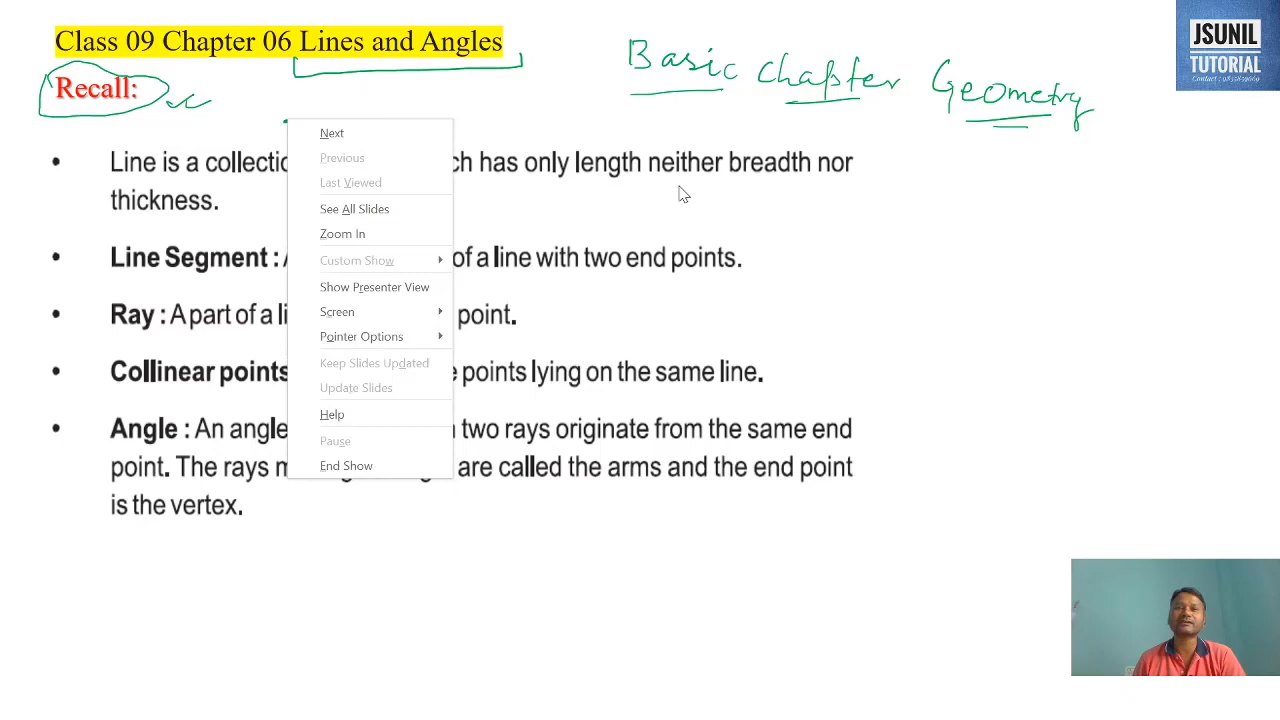 Class 09 Chapter 06 Lines and Angles
Basic Chapter Geometry
JSUNIL
TUTORIAL
Contact : 9835859669
Recall:
• Line is a collectio ch has only length neither breadth nor
thickness.
• Line Segment : of a line with two end points.
• Ray : A part of a li point.
• Collinear points points lying on the same line.
• Angle : An angle two rays originate from the same end
point. The rays m are called the arms and the end point
is the vertex.
Next
Previous
Last Viewed
See All Slides
Zoom In
Custom Show
Show Presenter View
Screen
Pointer Options
Keep Slides Updated
Update Slides
Help
Pause
End Show